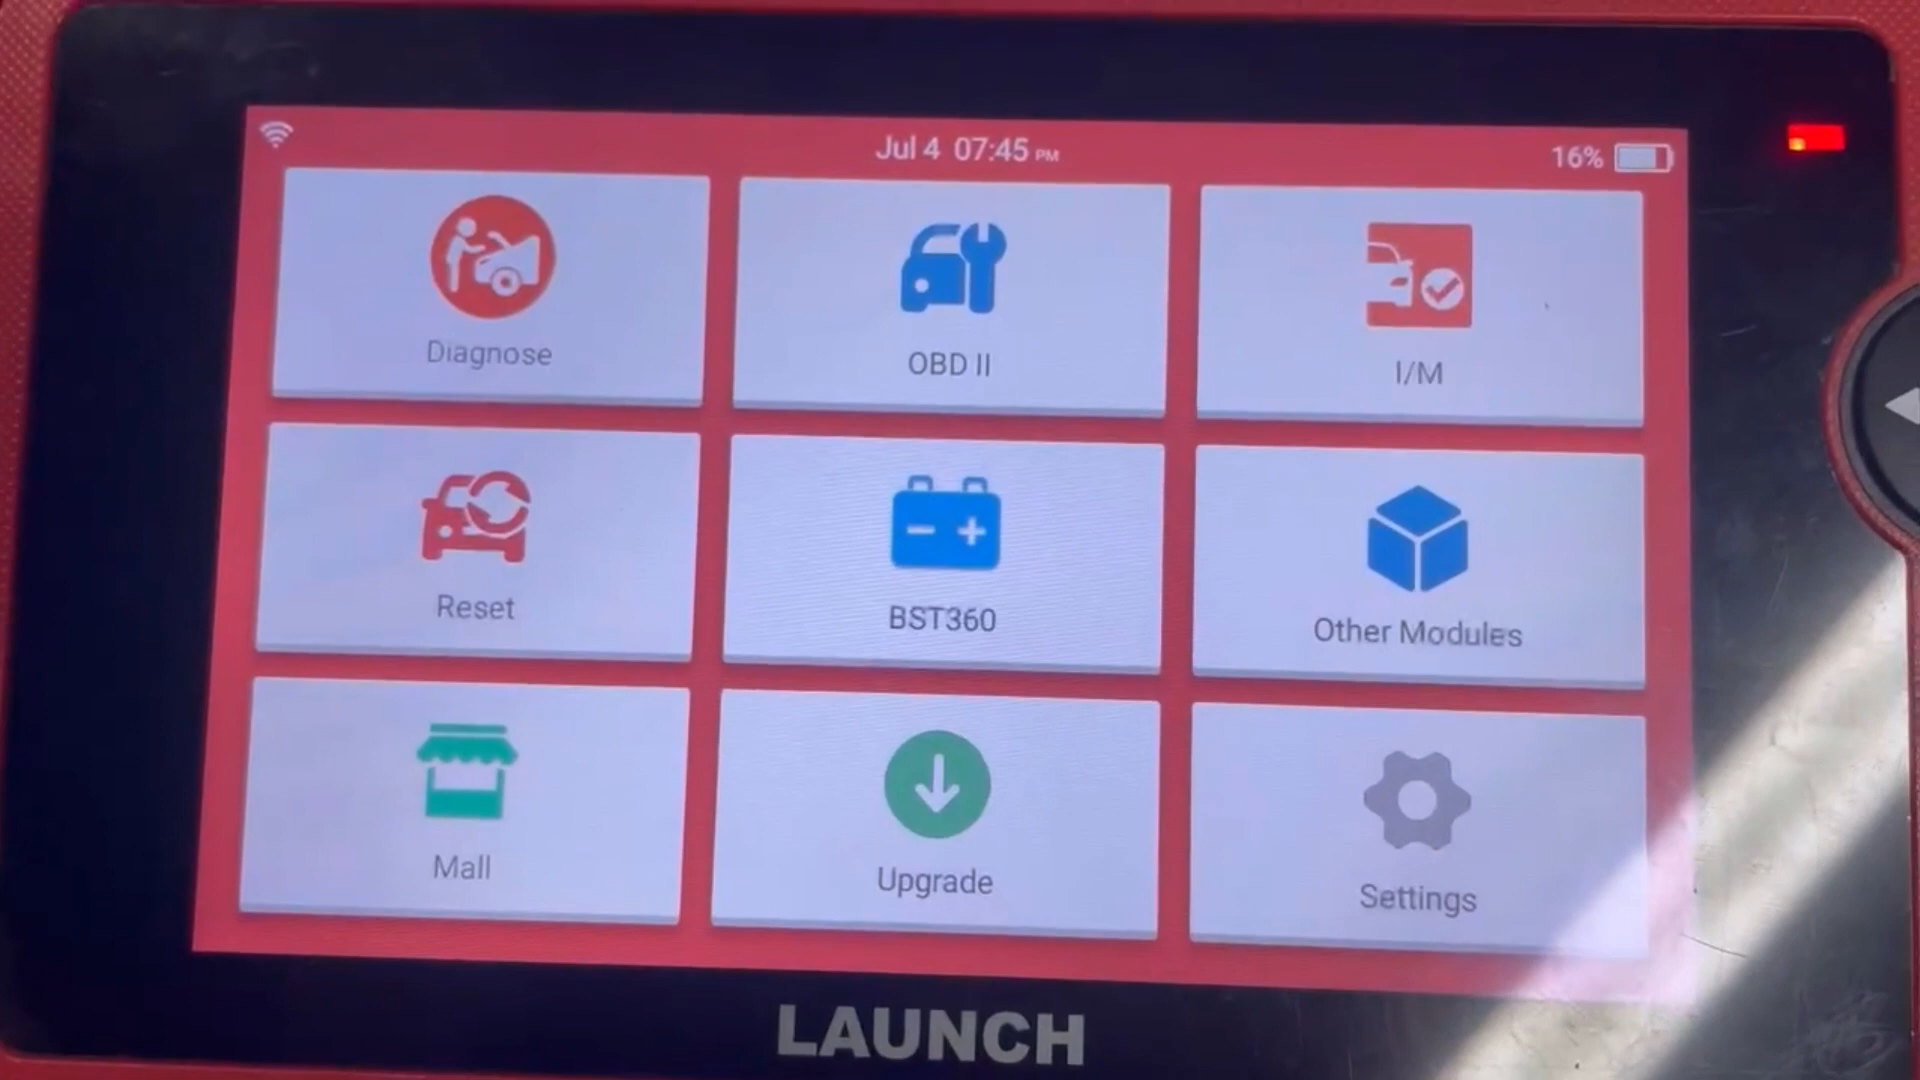 Jul 4 07:45 PM
16%
Diagnose
OBD II
I/M
Reset
BST360
Other Modules
Mall
Upgrade
Settings
LAUNCH